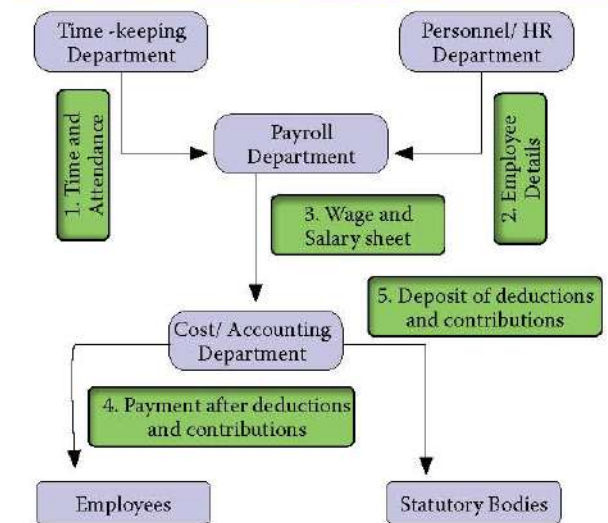 Time -keeping
Department
Personnel/ HR
Department
1. Time and
Attendance
Payroll
Department
2. Employee
Details
3. Wage and
Salary sheet
5. Deposit of deductions
and contributions
Cost/ Accounting
Department
4. Payment after deductions
and contributions
Employees
Statutory Bodies